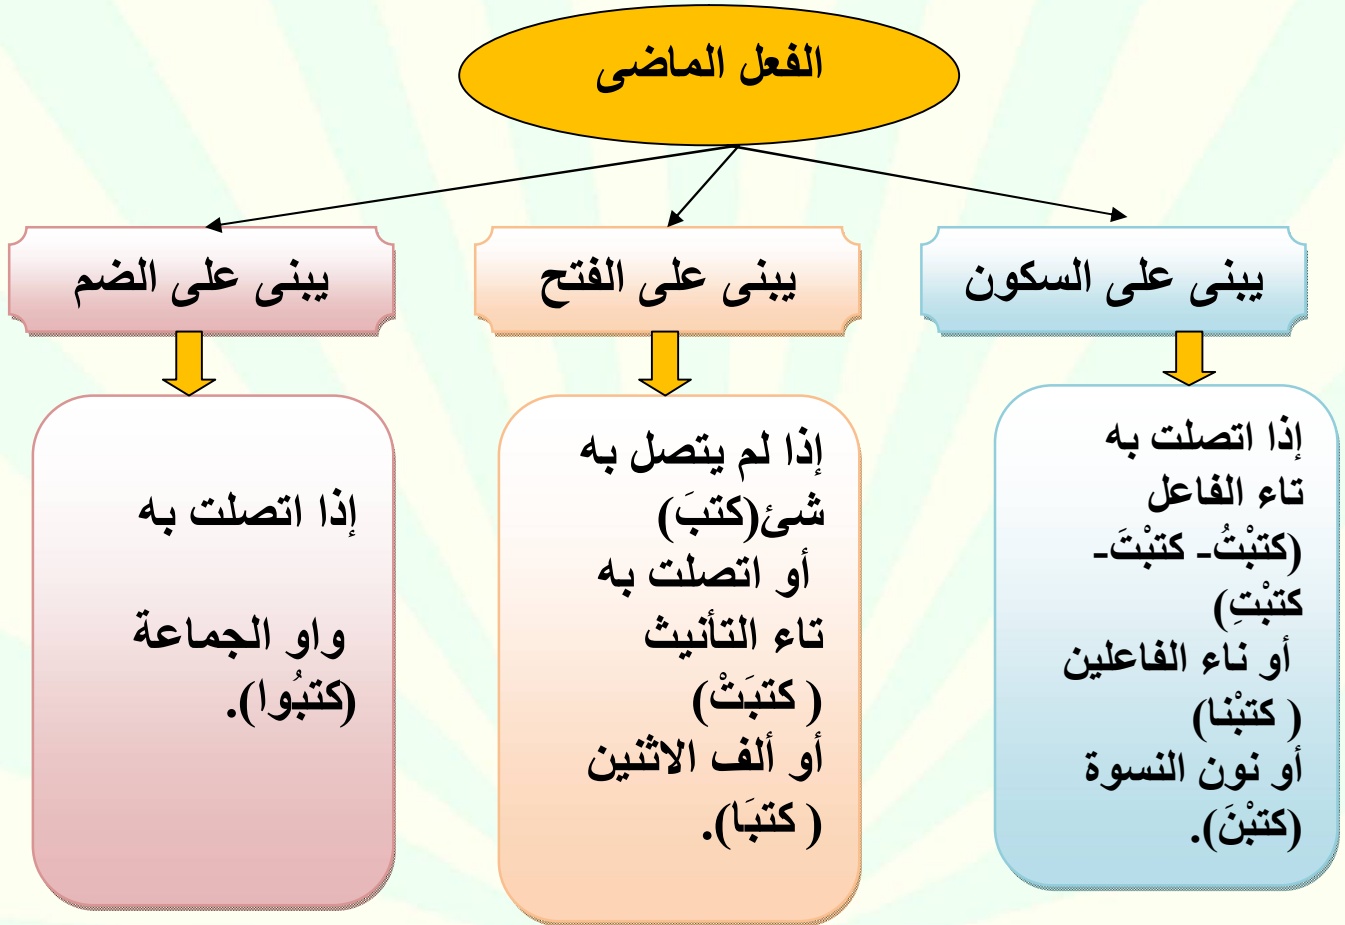 الفعل الماضى
يبنى على السكون
يبنى على الفتح
يبنى على الضم
إذا اتصلت به
تاء الفاعل
(كتبْتُ- كتبْتَ-
كتبْتِ)
أو ناء الفاعلين
( كتبْنا)
أو نون النسوة
(كتبْنَ).
إذا لم يتصل به
شئ(كتبَ)
أو اتصلت به
تاء التأنيث
( كتبَتْ)
أو ألف الاثنين
( كتبَا).
إذا اتصلت به
واو الجماعة
(كتبُوا).